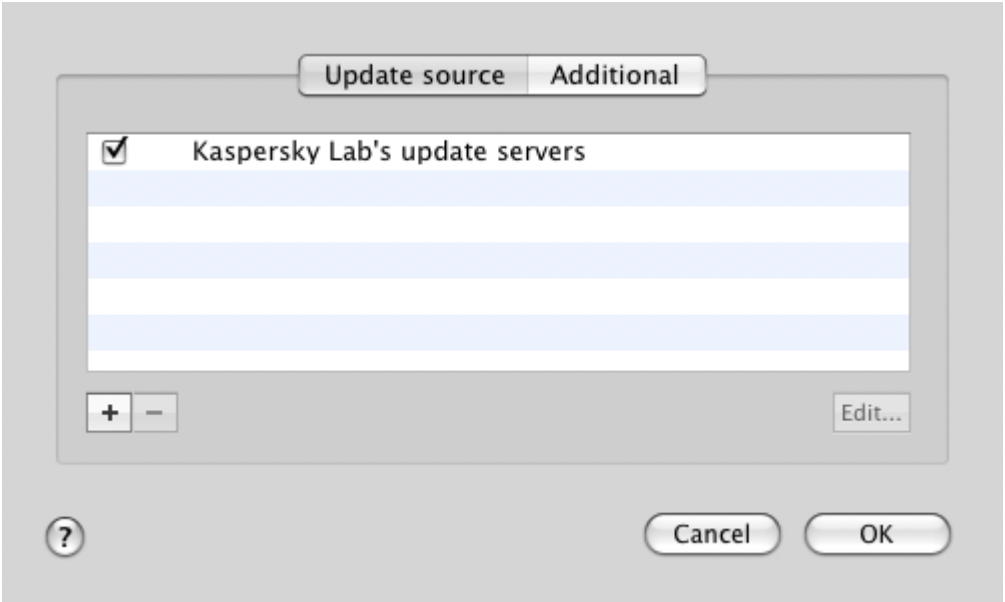 Update source Additional
Kaspersky Lab's update servers
+ − Edit...
? Cancel OK